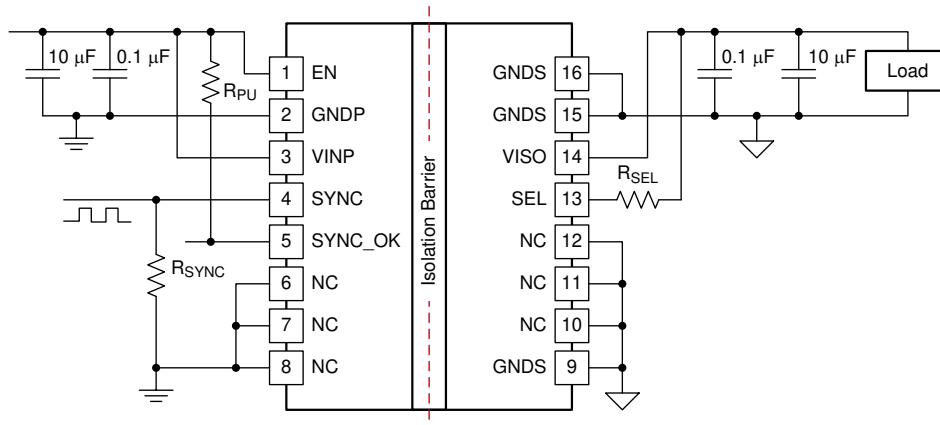 10 μF
0.1 μF
R_PU
1 EN
2 GNDP
3 VINP
4 SYNC
5 SYNC_OK
6 NC
7 NC
8 NC
R_SYNC
Isolation Barrier
GNDS 16
GNDS 15
VISO 14
SEL 13
NC 12
NC 11
NC 10
GNDS 9
R_SEL
0.1 μF
10 μF
Load